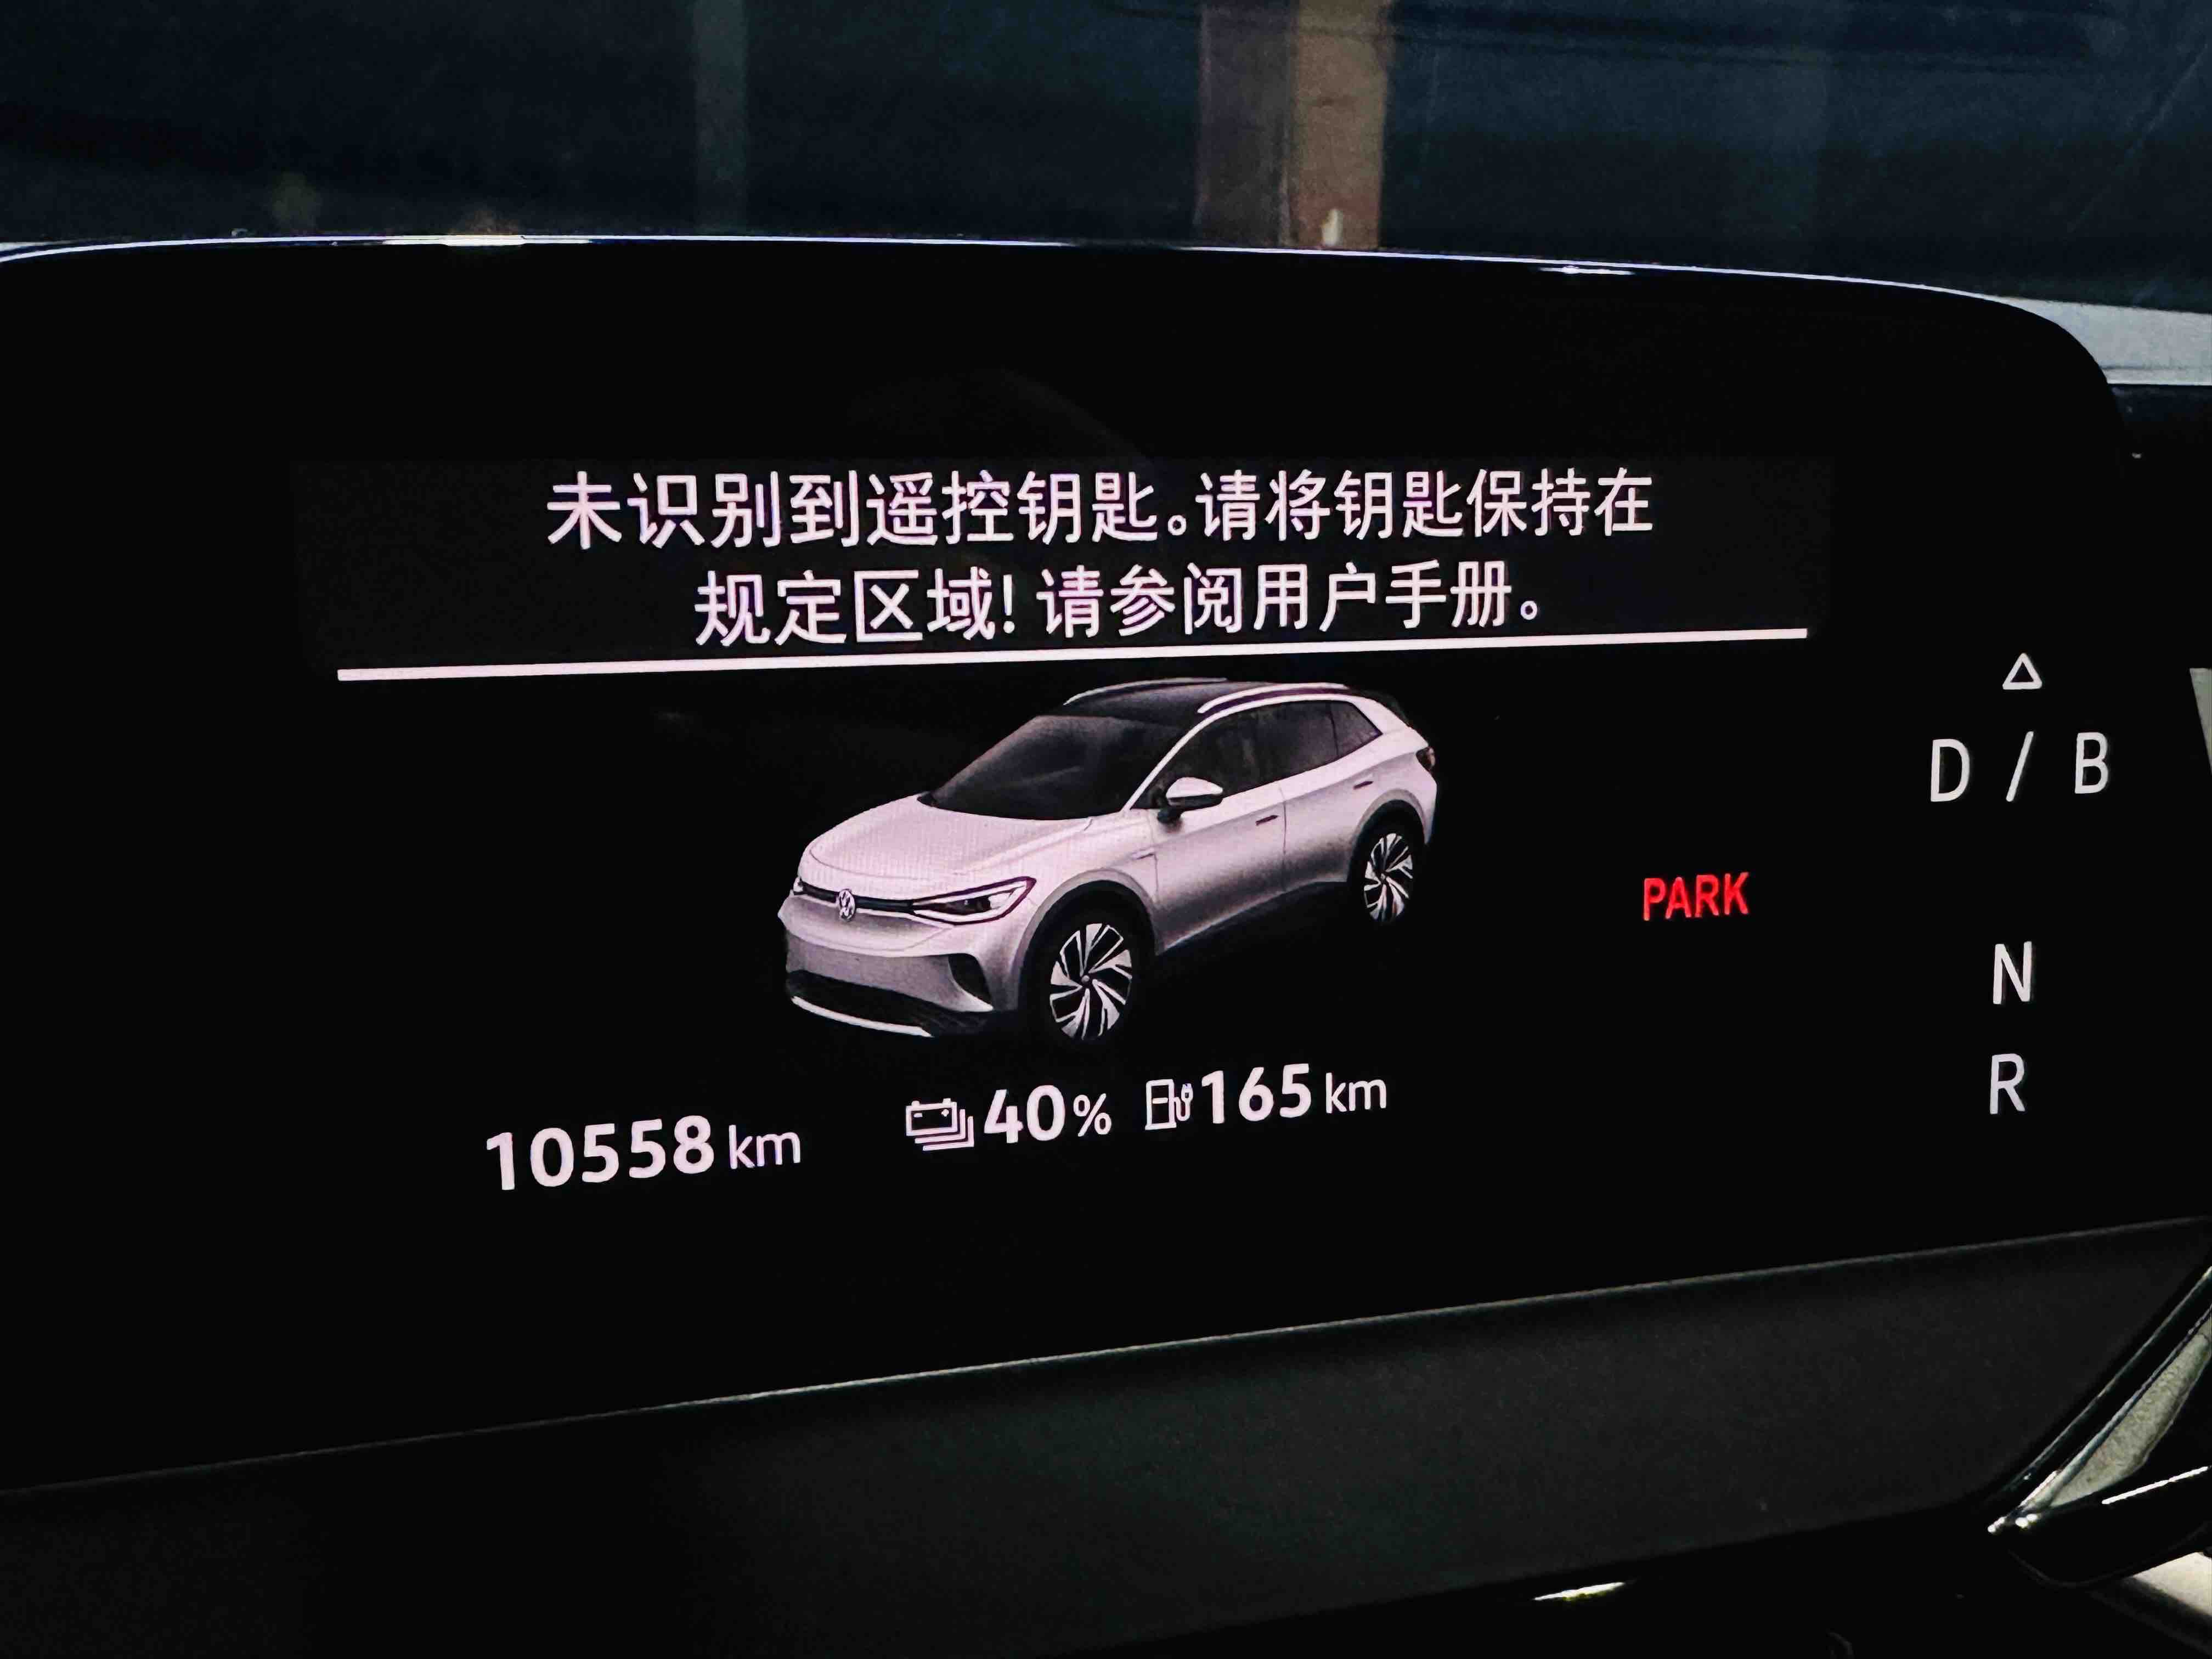 未识别到遥控钥匙。请将钥匙保持在
规定区域！请参阅用户手册。
D / B
PARK
N
R
10558 km 40% 165 km